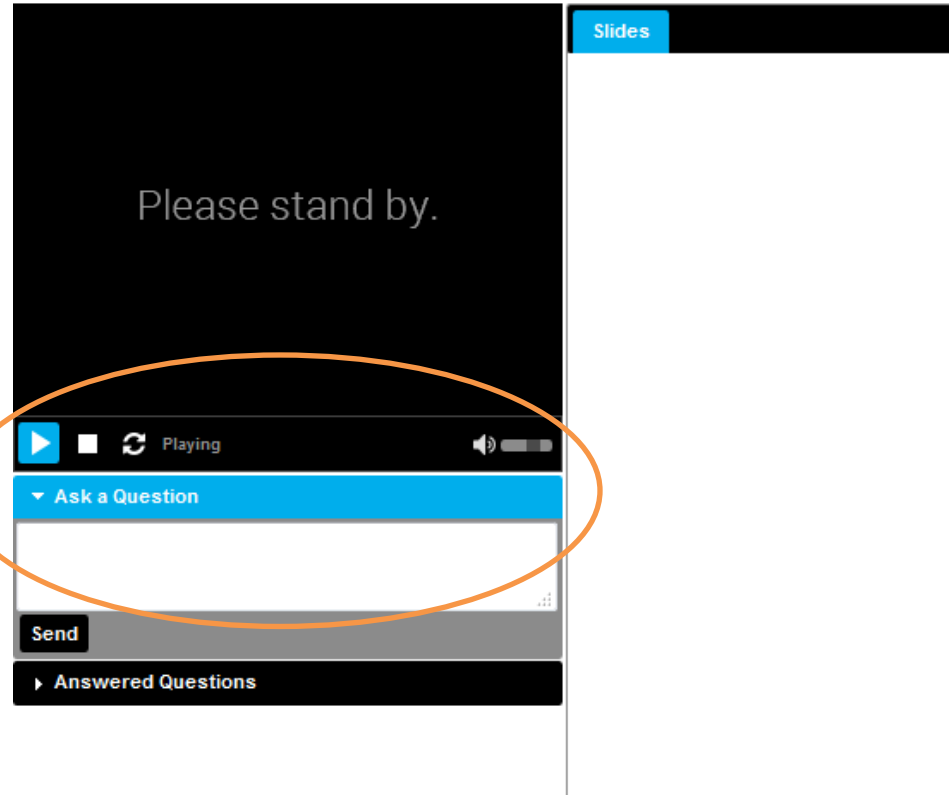 Slides
Please stand by.
Playing
Ask a Question
Send
Answered Questions